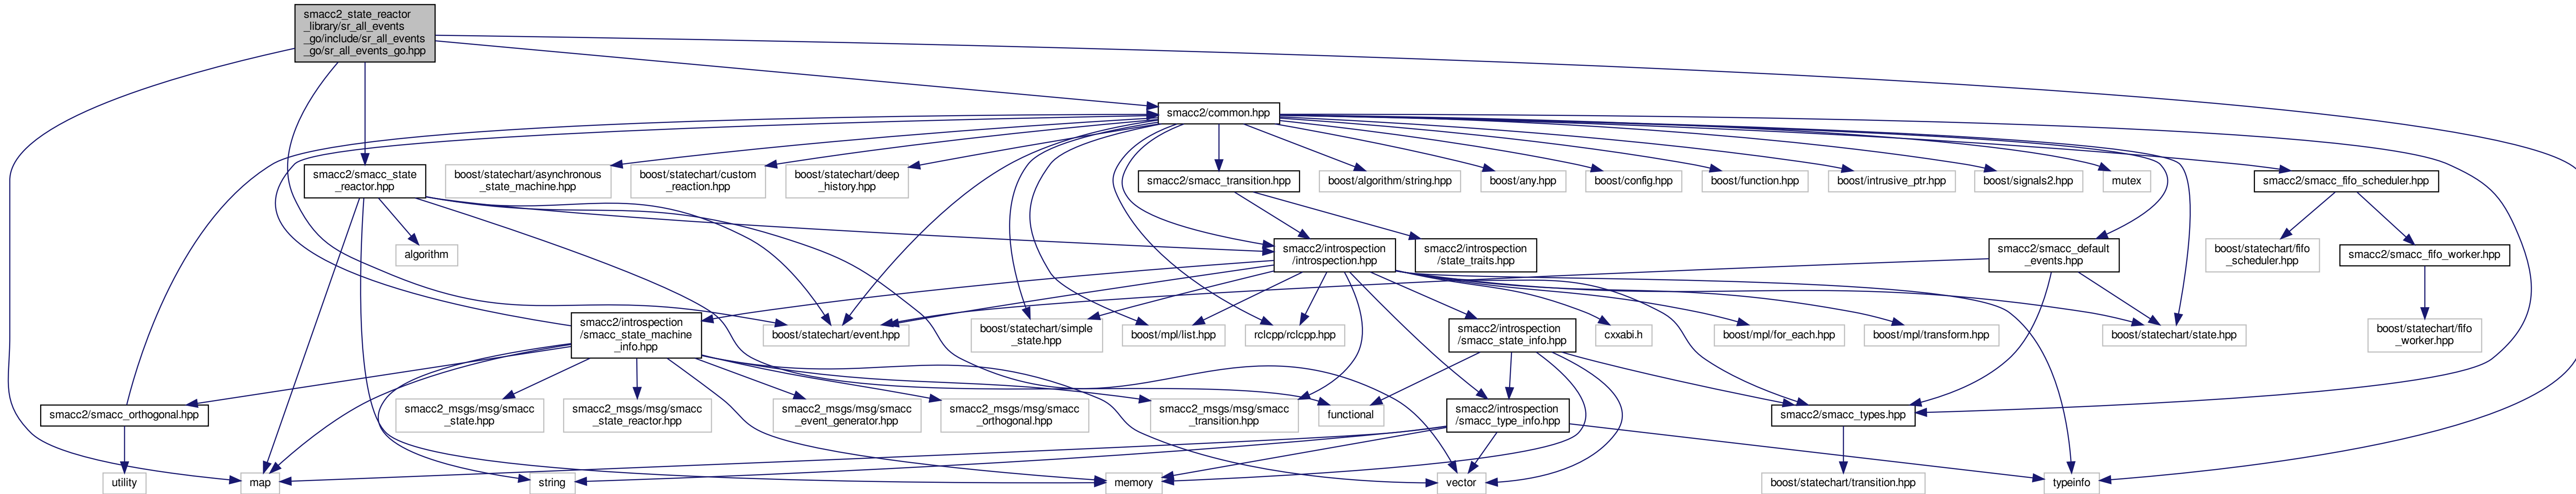 smacc2_state_reactor
_library/sr_all_events
_go/include/sr_all_events
_go/sr_all_events_go.hpp
smacc2/common.hpp
smacc2/smacc_state
_reactor.hpp
boost/statechart/asynchronous
_state_machine.hpp
boost/statechart/custom
_reaction.hpp
boost/statechart/deep
_history.hpp
smacc2/smacc_transition.hpp
boost/algorithm/string.hpp
boost/any.hpp
boost/config.hpp
boost/function.hpp
boost/intrusive_ptr.hpp
boost/signals2.hpp
mutex
smacc2/smacc_fifo_scheduler.hpp
algorithm
smacc2/introspection
/introspection.hpp
smacc2/introspection
/state_traits.hpp
smacc2/smacc_default
_events.hpp
boost/statechart/fifo
_scheduler.hpp
smacc2/smacc_fifo_worker.hpp
smacc2/introspection
/smacc_state_machine
_info.hpp
boost/statechart/event.hpp
boost/statechart/simple
_state.hpp
boost/mpl/list.hpp
rclcpp/rclcpp.hpp
smacc2/introspection
/smacc_state_info.hpp
cxxabi.h
boost/mpl/for_each.hpp
boost/mpl/transform.hpp
boost/statechart/state.hpp
boost/statechart/fifo
_worker.hpp
smacc2/smacc_orthogonal.hpp
smacc2_msgs/msg/smacc
_state.hpp
smacc2_msgs/msg/smacc
_state_reactor.hpp
smacc2_msgs/msg/smacc
_event_generator.hpp
smacc2_msgs/msg/smacc
_orthogonal.hpp
smacc2_msgs/msg/smacc
_transition.hpp
functional
smacc2/introspection
/smacc_type_info.hpp
smacc2/smacc_types.hpp
utility
map
string
memory
vector
boost/statechart/transition.hpp
typeinfo